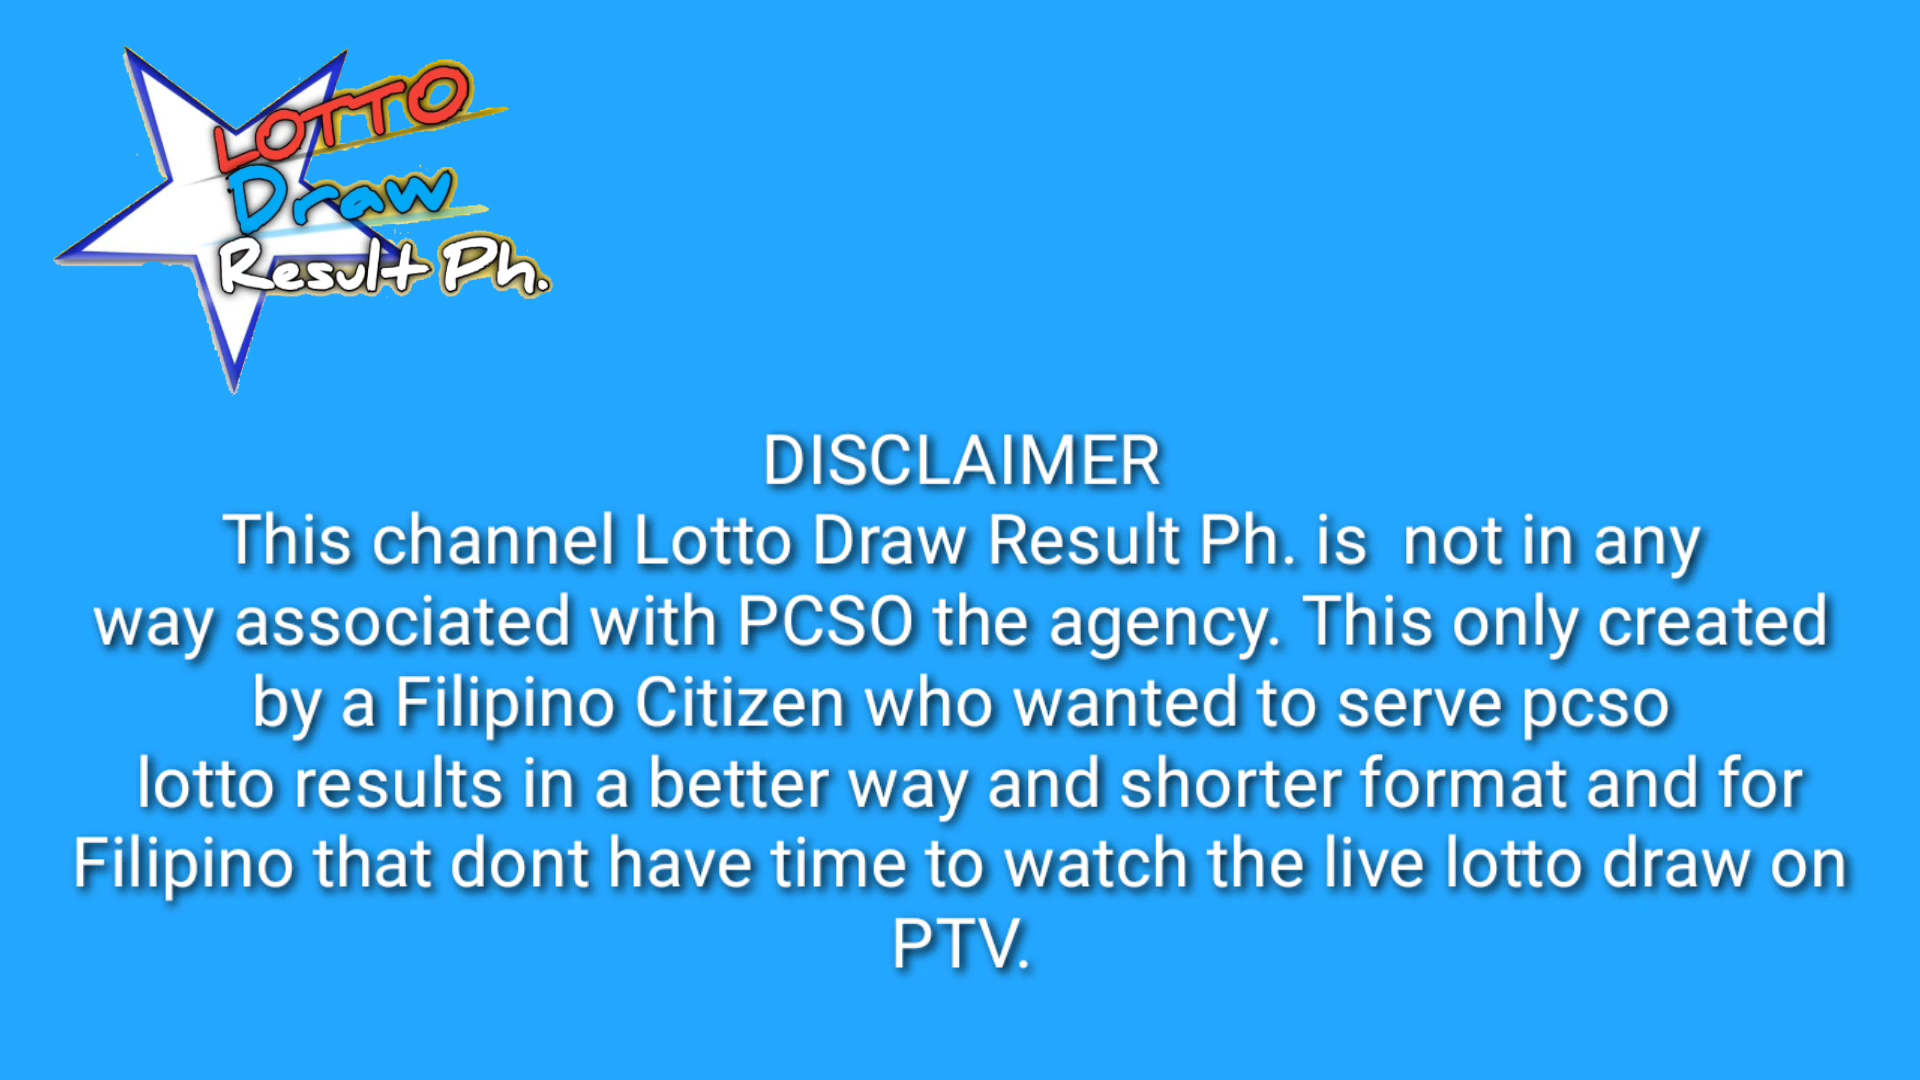 LOTTO
Draw
Result Ph.
DISCLAIMER
This channel Lotto Draw Result Ph. is  not in any
way associated with PCSO the agency. This only created
by a Filipino Citizen who wanted to serve pcso
lotto results in a better way and shorter format and for
Filipino that dont have time to watch the live lotto draw on
PTV.